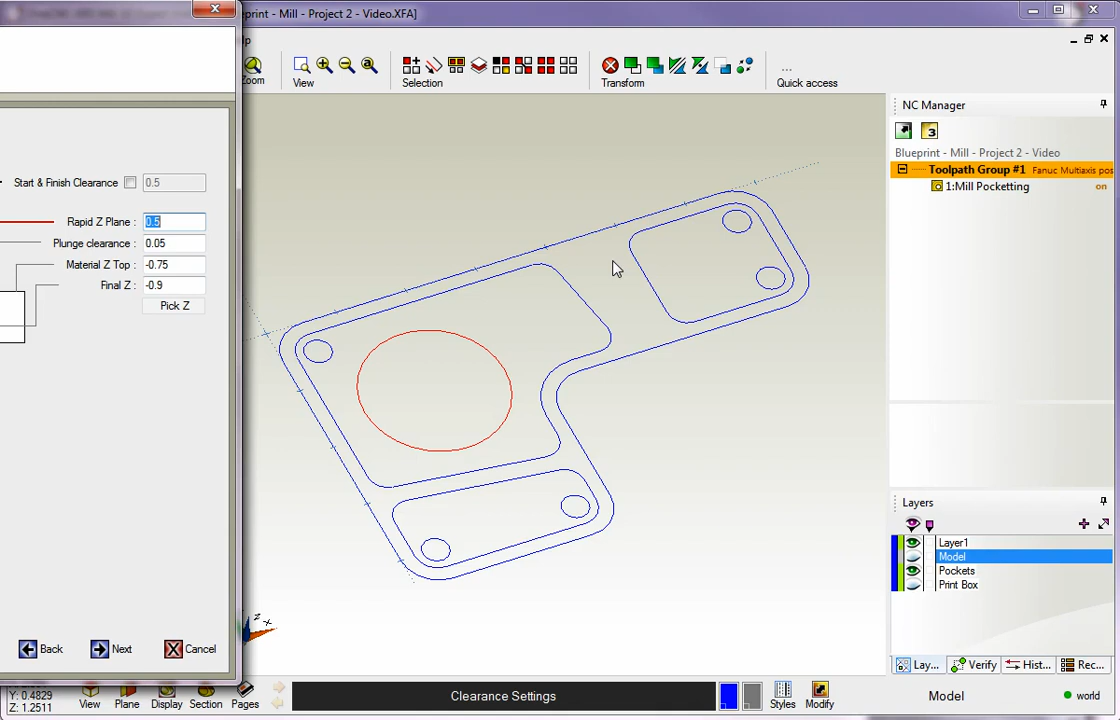 print - Mill - Project 2 - Video.XFA]
lp
Zoom
View
Selection
Transform
...
Quick access
Start & Finish Clearance 0.5
Rapid Z Plane : 0.5
Plunge clearance : 0.05
Material Z Top : -0.75
Final Z : -0.9
Pick Z
Back Next Cancel
NC Manager
3
Blueprint - Mill - Project 2 - Video
Toolpath Group #1 Fanuc Multiaxis pos
1:Mill Pocketting on
Layers
Layer1
Model
Pockets
Print Box
Lay... Verify Hist... Rec...
z x
Y: 0.4829
Z: 1.2511
View Plane Display Section Pages
Clearance Settings
Styles Modify
Model
world